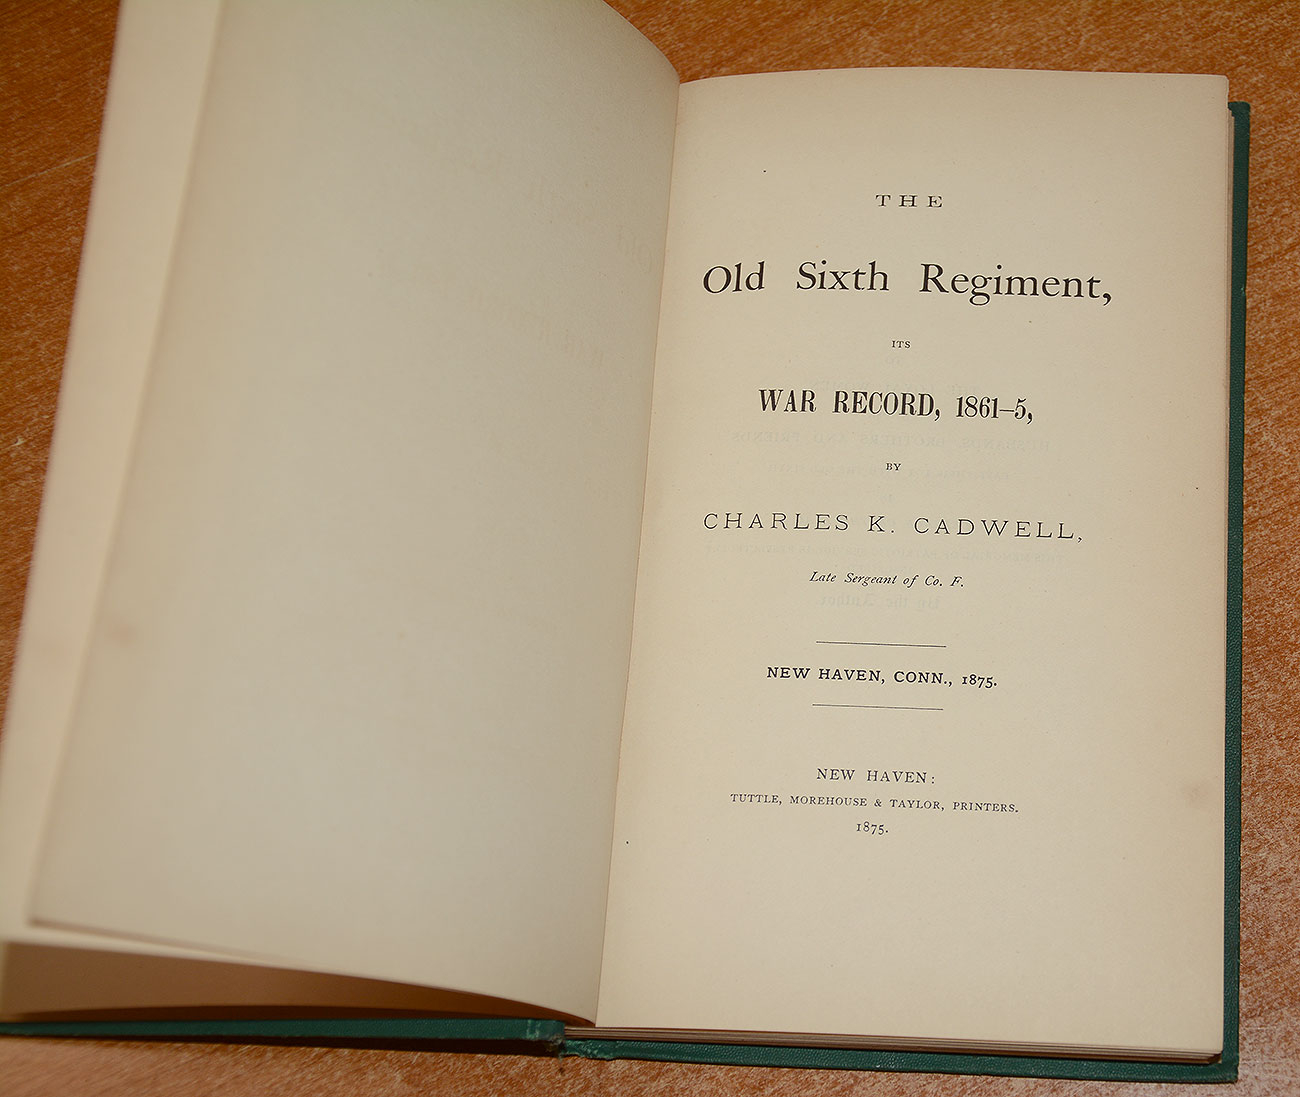 THE
Old Sixth Regiment,
ITS
WAR RECORD, 1861–5,
BY
CHARLES K. CADWELL,
Late Sergeant of Co. F.
NEW HAVEN, CONN., 1875.
NEW HAVEN:
TUTTLE, MOREHOUSE & TAYLOR, PRINTERS.
1875.